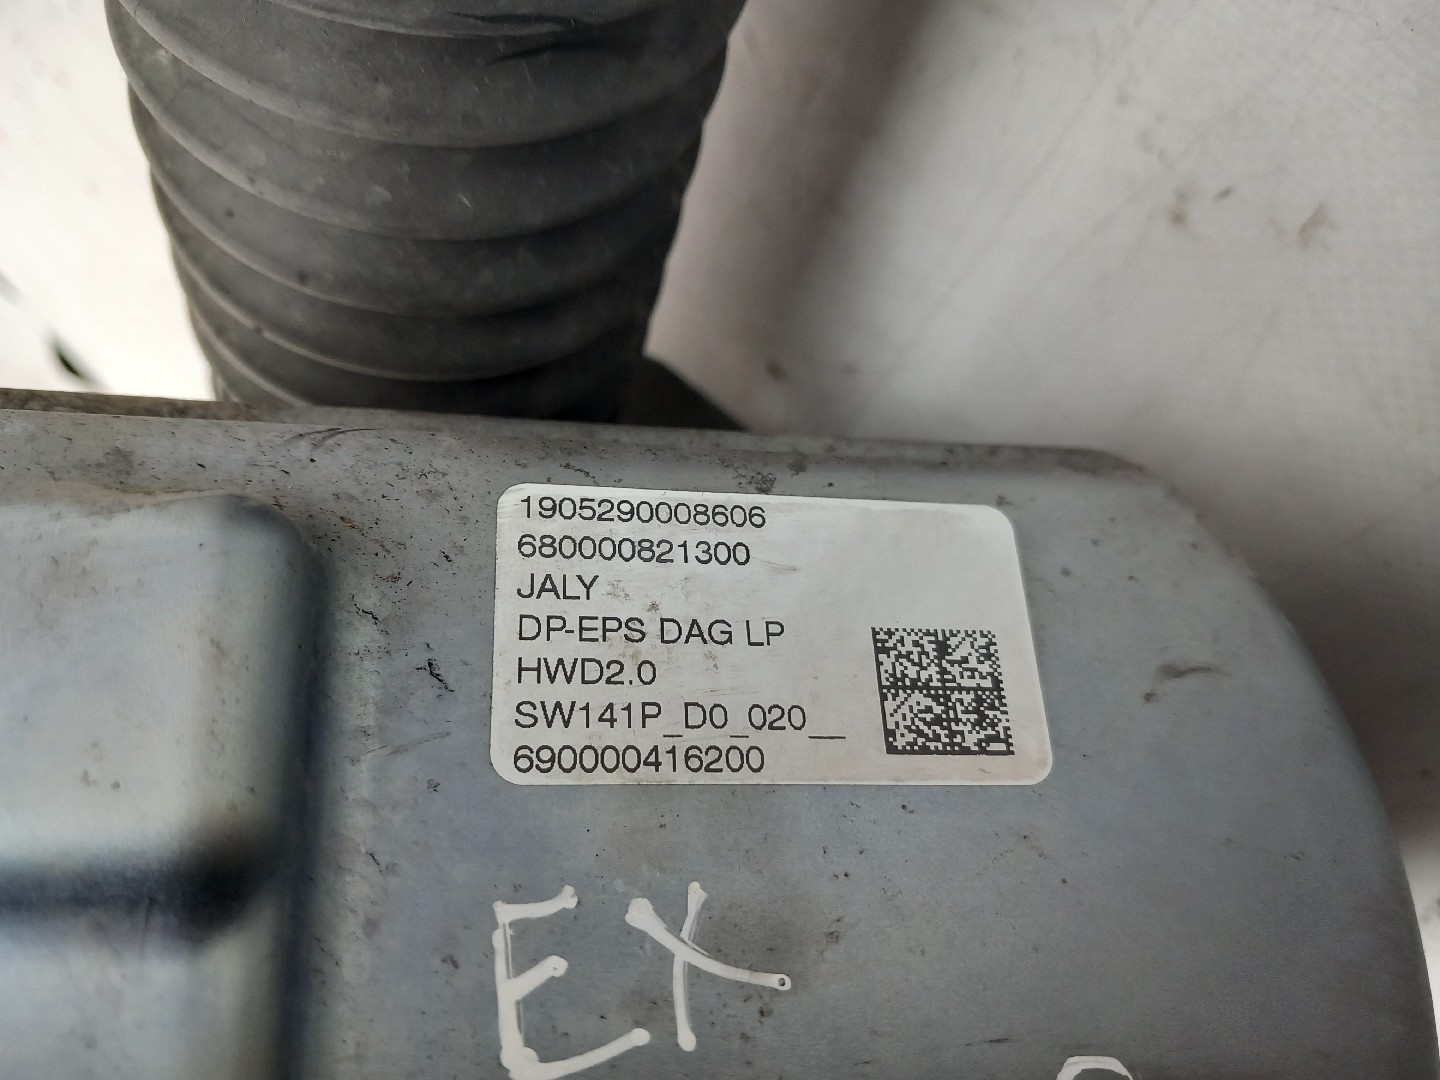 1905290008606
680000821300
JALY
DP-EPS DAG LP
HWD2.0
SW141P_D0_020__
690000416200
EX